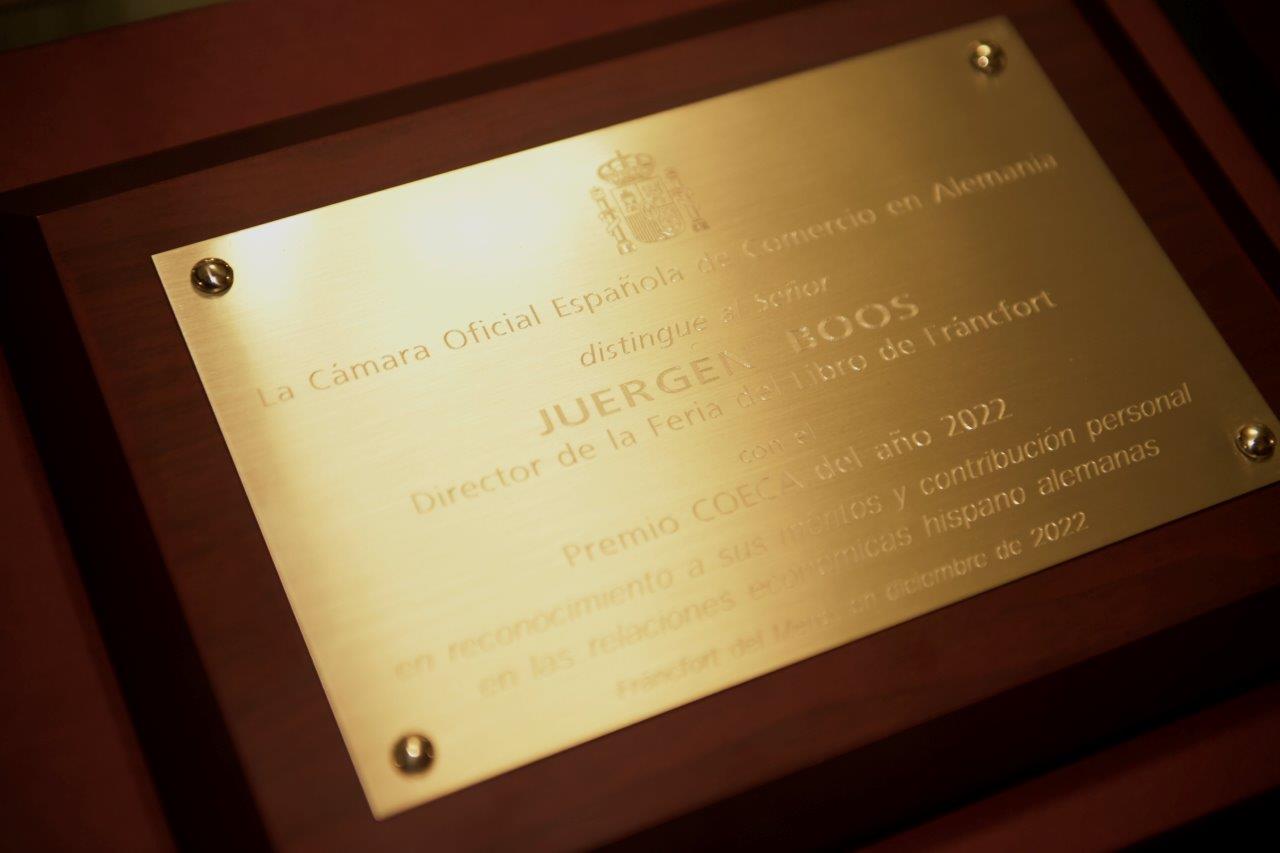 La Cámara Oficial Española de Comercio en Alemania
distingue al Señor
JUERGEN BOOS
Director de la Feria del Libro de Fráncfort
con el
Premio COECA del año 2022
en reconocimiento a sus méritos y contribución personal
en las relaciones económicas hispano alemanas
Fráncfort del Meno, en diciembre de 2022